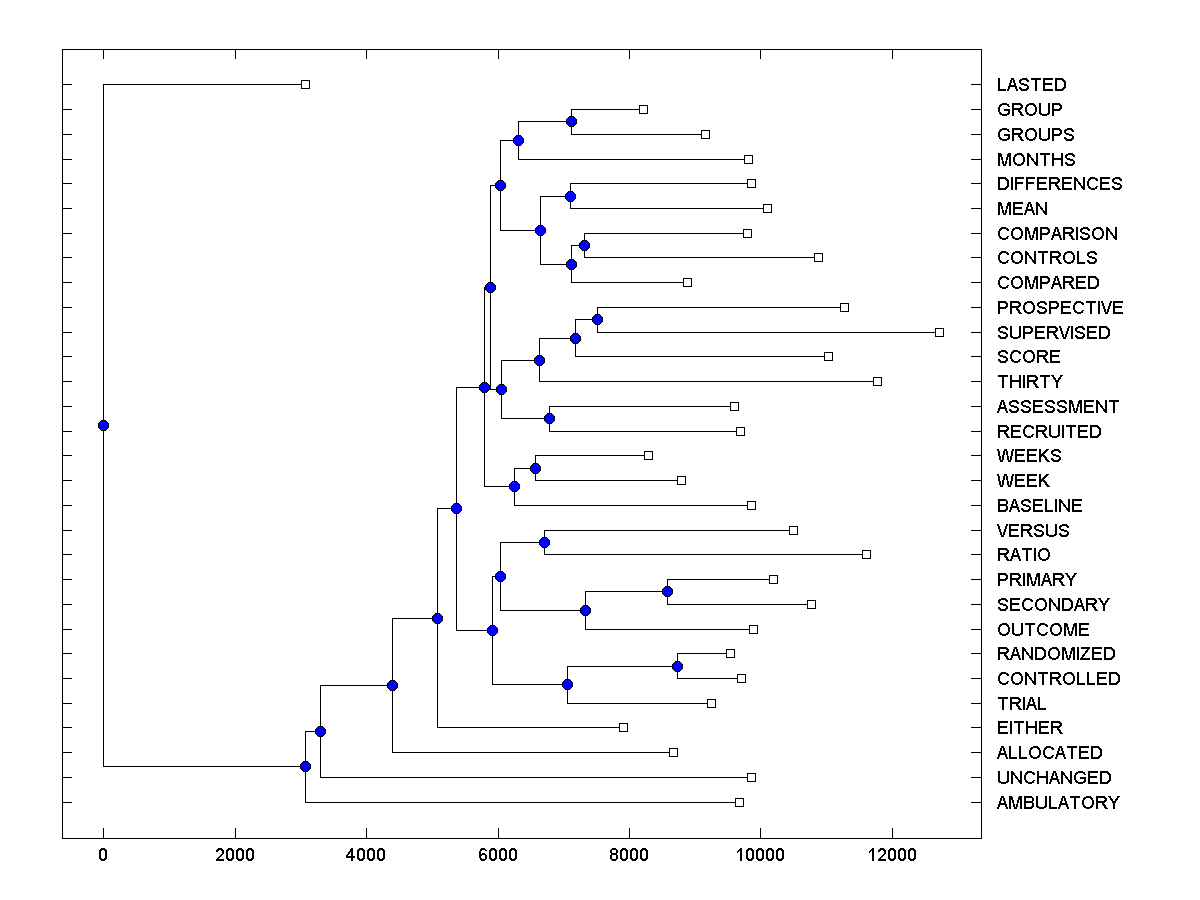 LASTED
GROUP
GROUPS
MONTHS
DIFFERENCES
MEAN
COMPARISON
CONTROLS
COMPARED
PROSPECTIVE
SUPERVISED
SCORE
THIRTY
ASSESSMENT
RECRUITED
WEEKS
WEEK
BASELINE
VERSUS
RATIO
PRIMARY
SECONDARY
OUTCOME
RANDOMIZED
CONTROLLED
TRIAL
EITHER
ALLOCATED
UNCHANGED
AMBULATORY
0 2000 4000 6000 8000 10000 12000